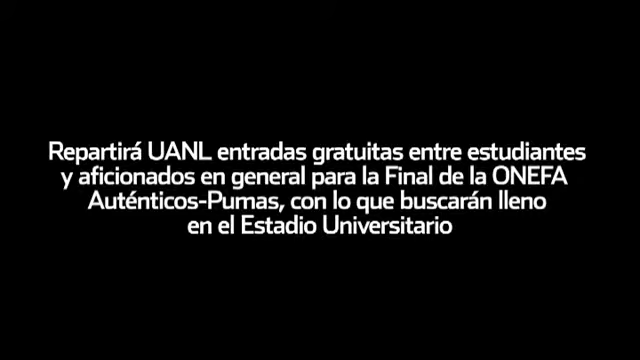 Repartirá UANL entradas gratuitas entre estudiantes
y aficionados en general para la Final de la ONEFA
Auténticos-Pumas, con lo que buscarán lleno
en el Estadio Universitario